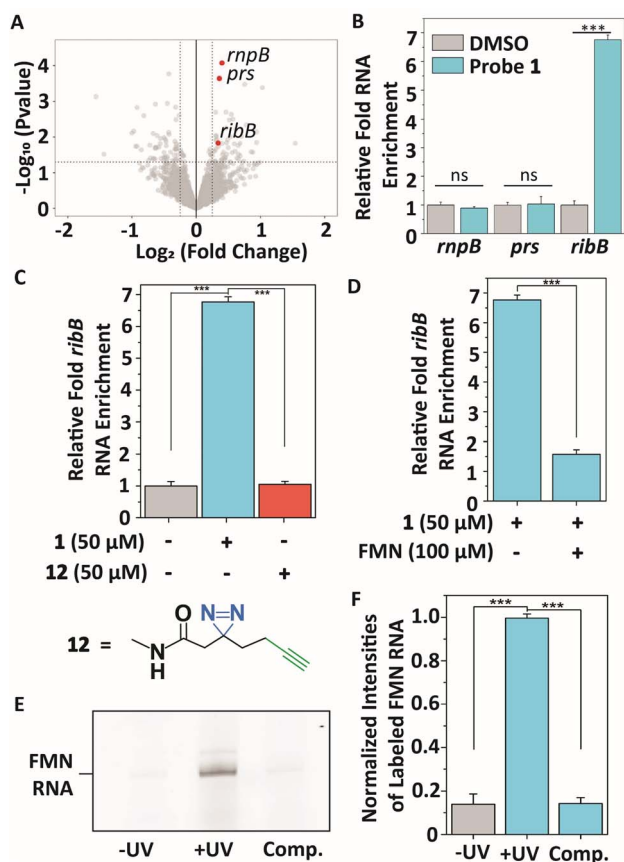 A
-Log₁₀ (Pvalue)
4
3
2
1
0
rnpB
prs
ribB
-2 -1 0 1 2
Log₂ (Fold Change)
B
Relative Fold RNA
Enrichment
7
6
5
4
3
2
1
0
DMSO
Probe 1
ns ns ***
rnpB prs ribB
C
Relative Fold ribB
RNA Enrichment
7
6
5
4
3
2
1
0
*** ***
1 (50 µM) - + -
12 (50 µM) - - +
12 =
O
N=N
N
H
D
Relative Fold ribB
RNA Enrichment
7
6
5
4
3
2
1
0
***
1 (50 µM) + +
FMN (100 µM) - +
E
FMN
RNA
-UV +UV Comp.
F
Normalized Intensities
of Labeled FMN RNA
1.0
0.8
0.6
0.4
0.2
0
*** ***
-UV +UV Comp.